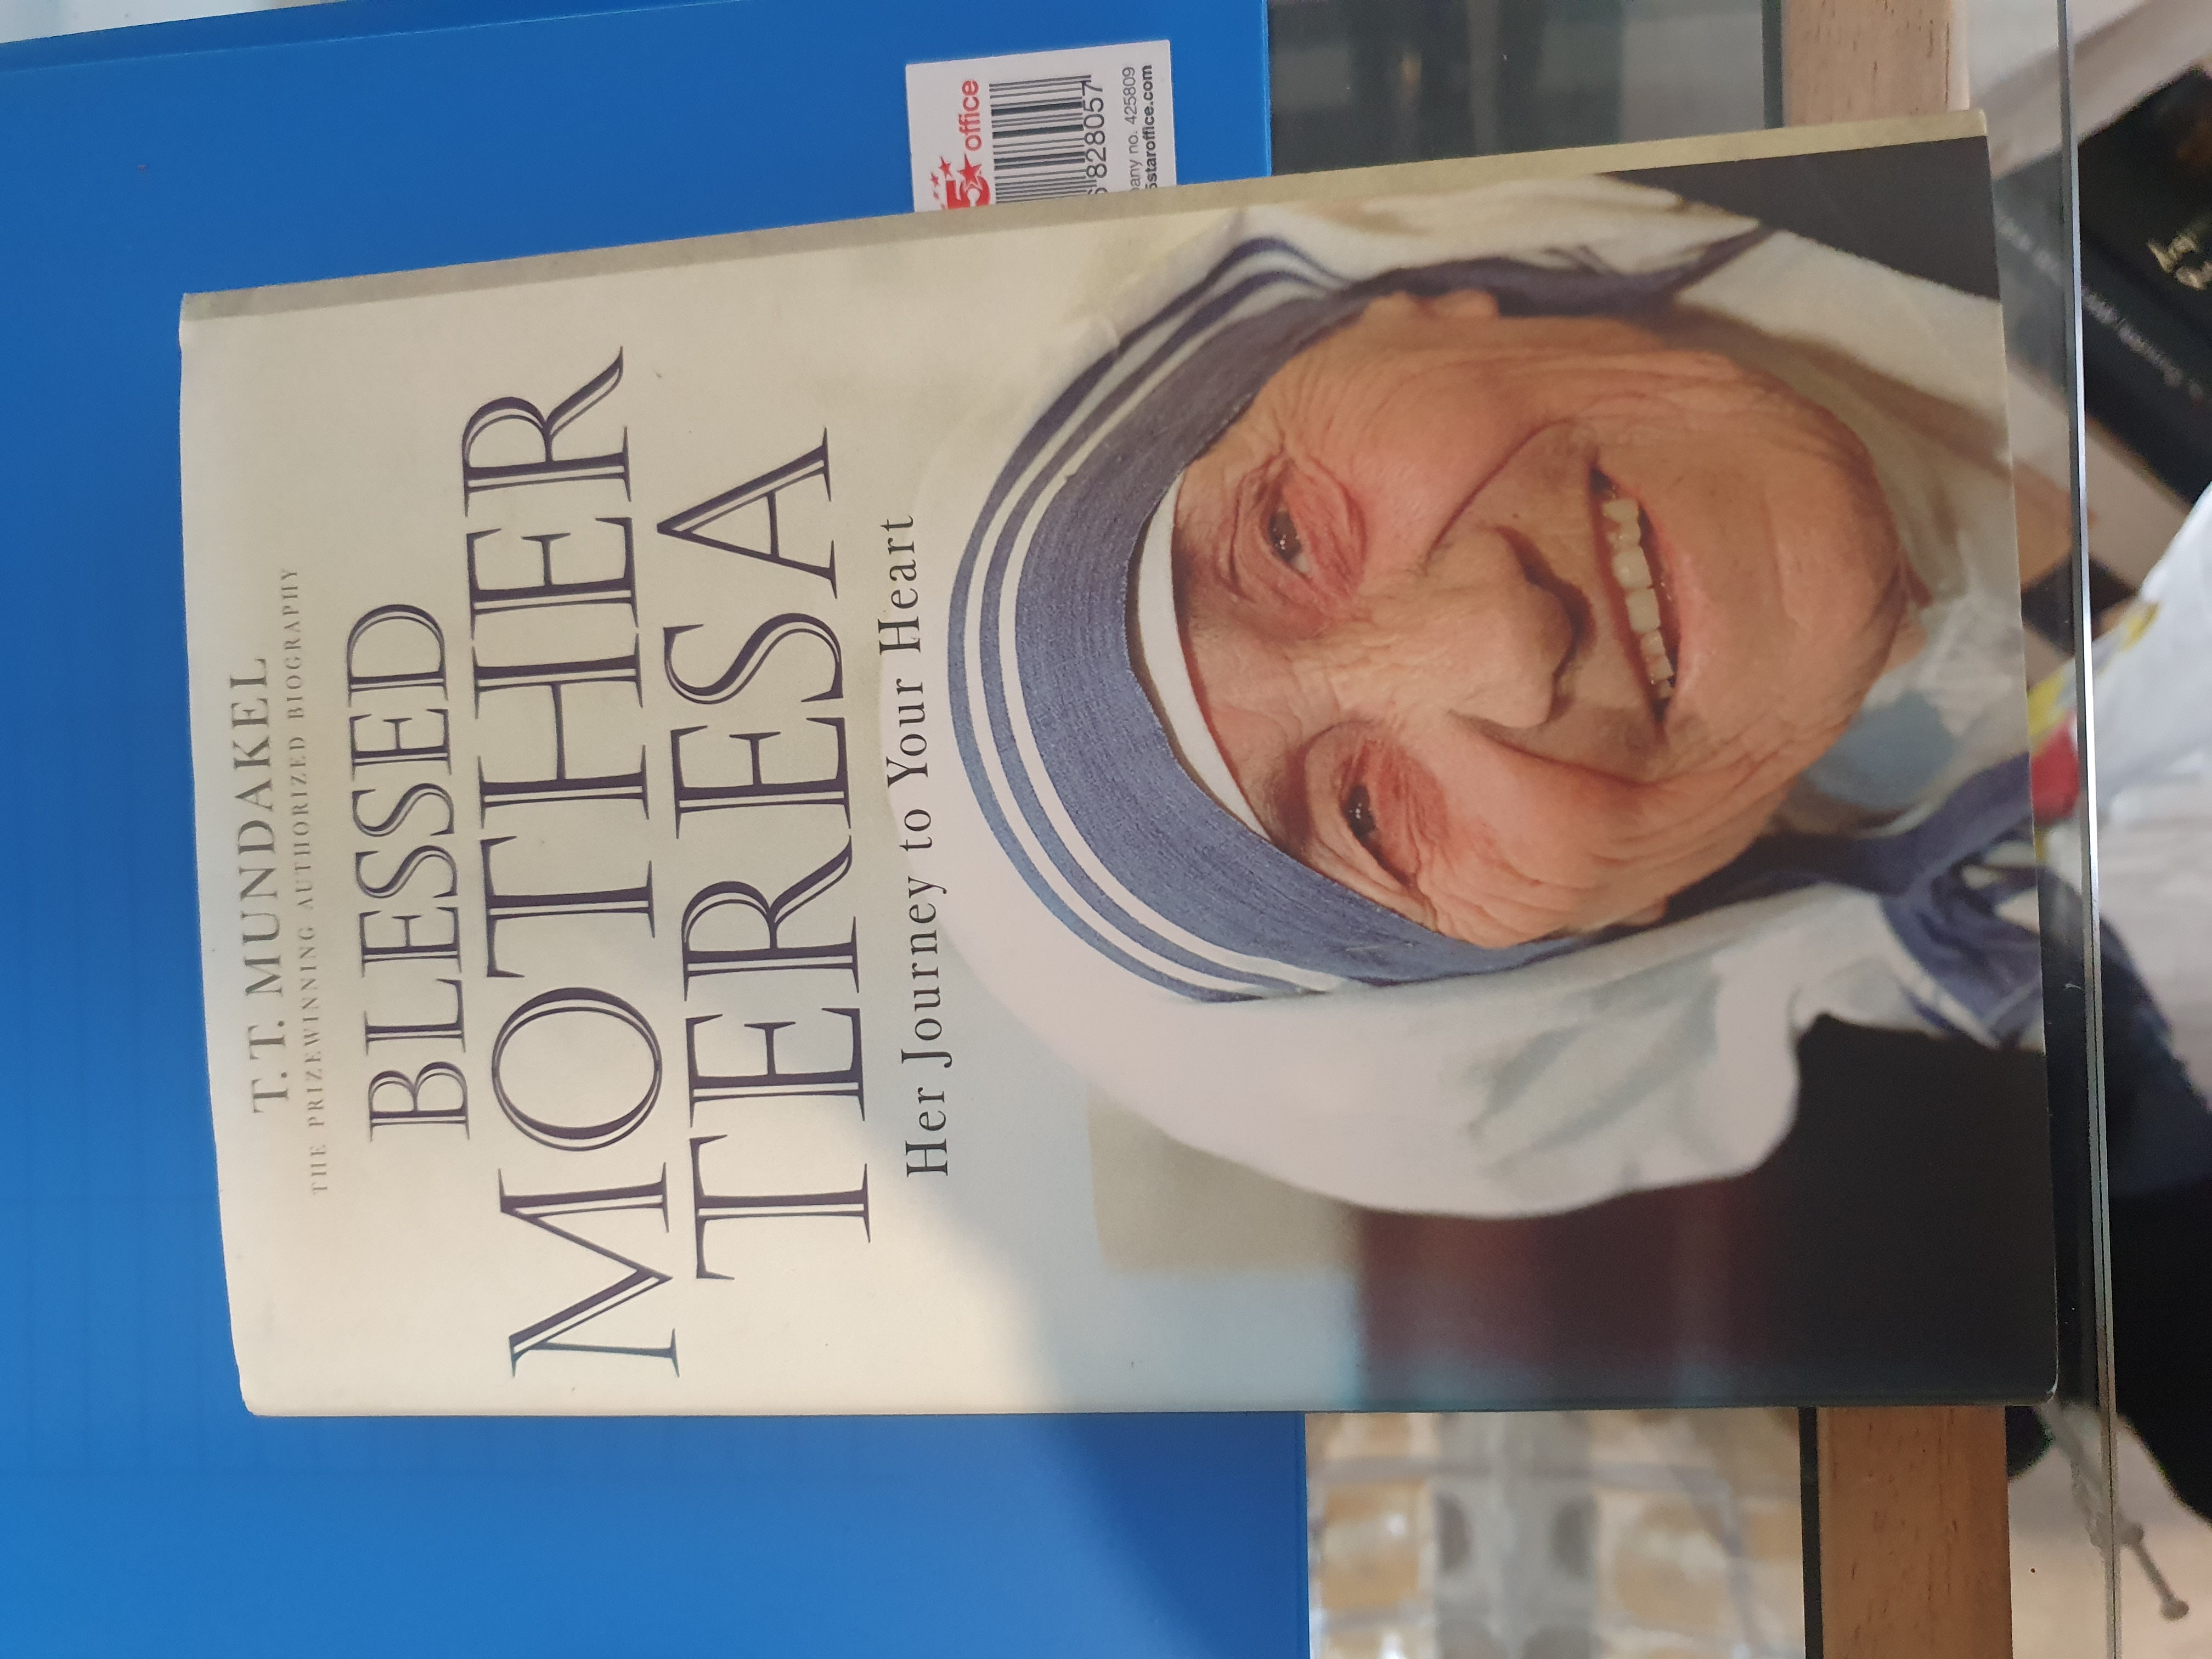 T. T. MUNDAKEL
THE PRIZEWINNING AUTHORIZED BIOGRAPHY
BLESSED
MOTHER
TERESA
Her Journey to Your Heart
5 office
828057
any no. 425809
5staroffice.com